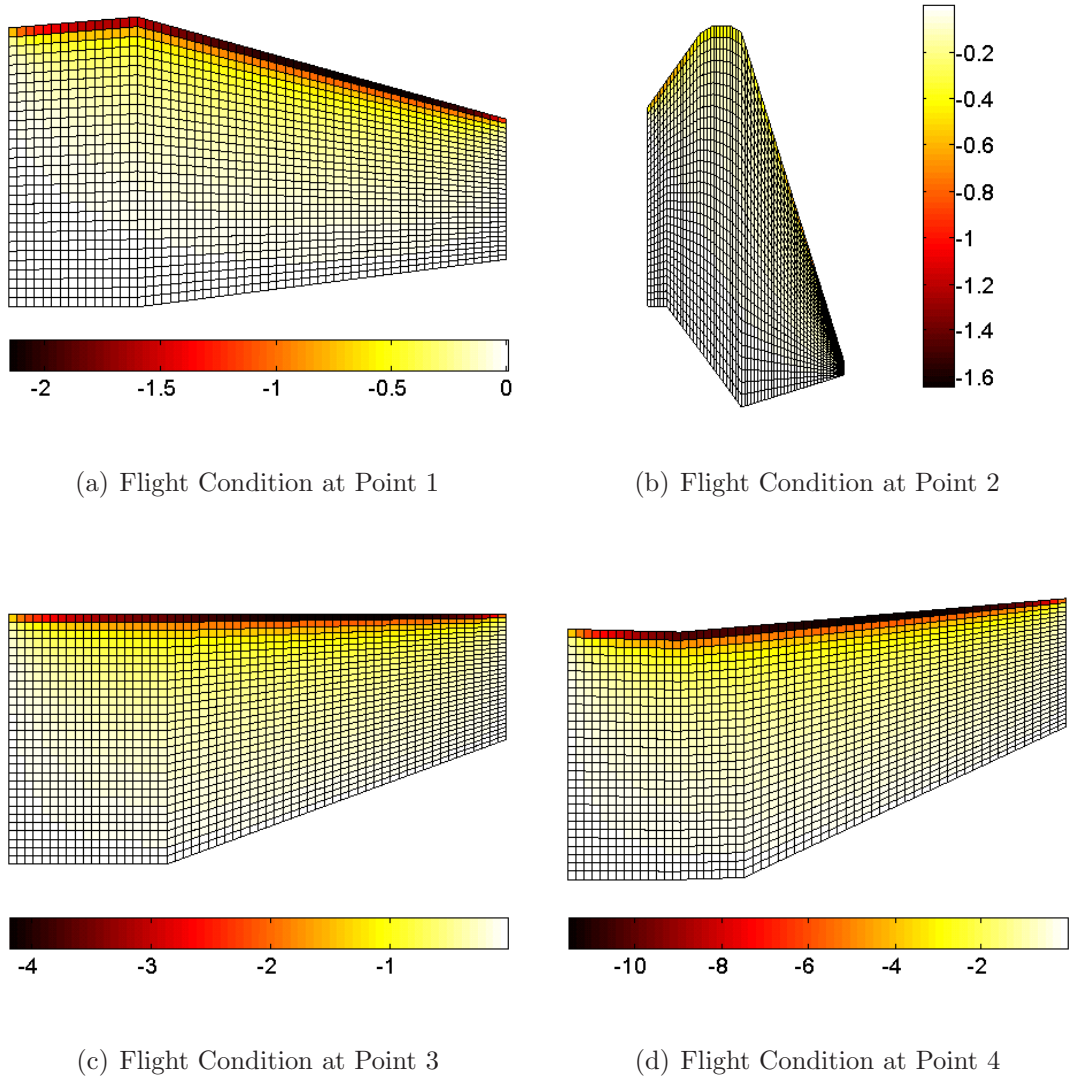 -2 -1.5 -1 -0.5 0
-0.2
-0.4
-0.6
-0.8
-1
-1.2
-1.4
-1.6
(a) Flight Condition at Point 1
(b) Flight Condition at Point 2
-4 -3 -2 -1
-10 -8 -6 -4 -2
(c) Flight Condition at Point 3
(d) Flight Condition at Point 4